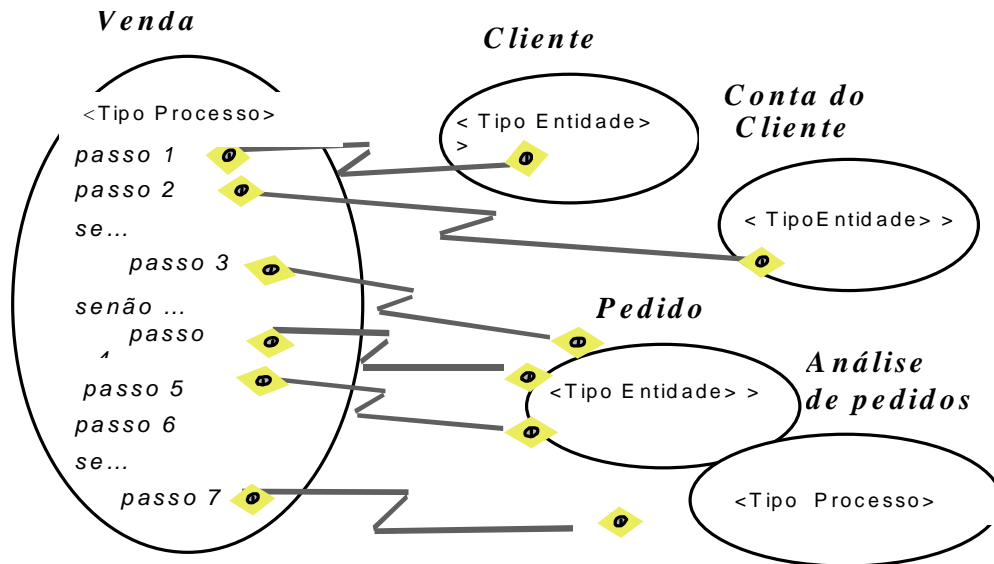 Venda
<Tipo Processo>
passo 1
passo 2
se...
passo 3
senão ...
passo
passo 5
passo 6
se...
passo 7
Cliente
< Tipo Entidade>
>
Conta do
Cliente
< TipoEntidade> >
Pedido
<Tipo Entidade> >
Análise
de pedidos
<Tipo Processo>